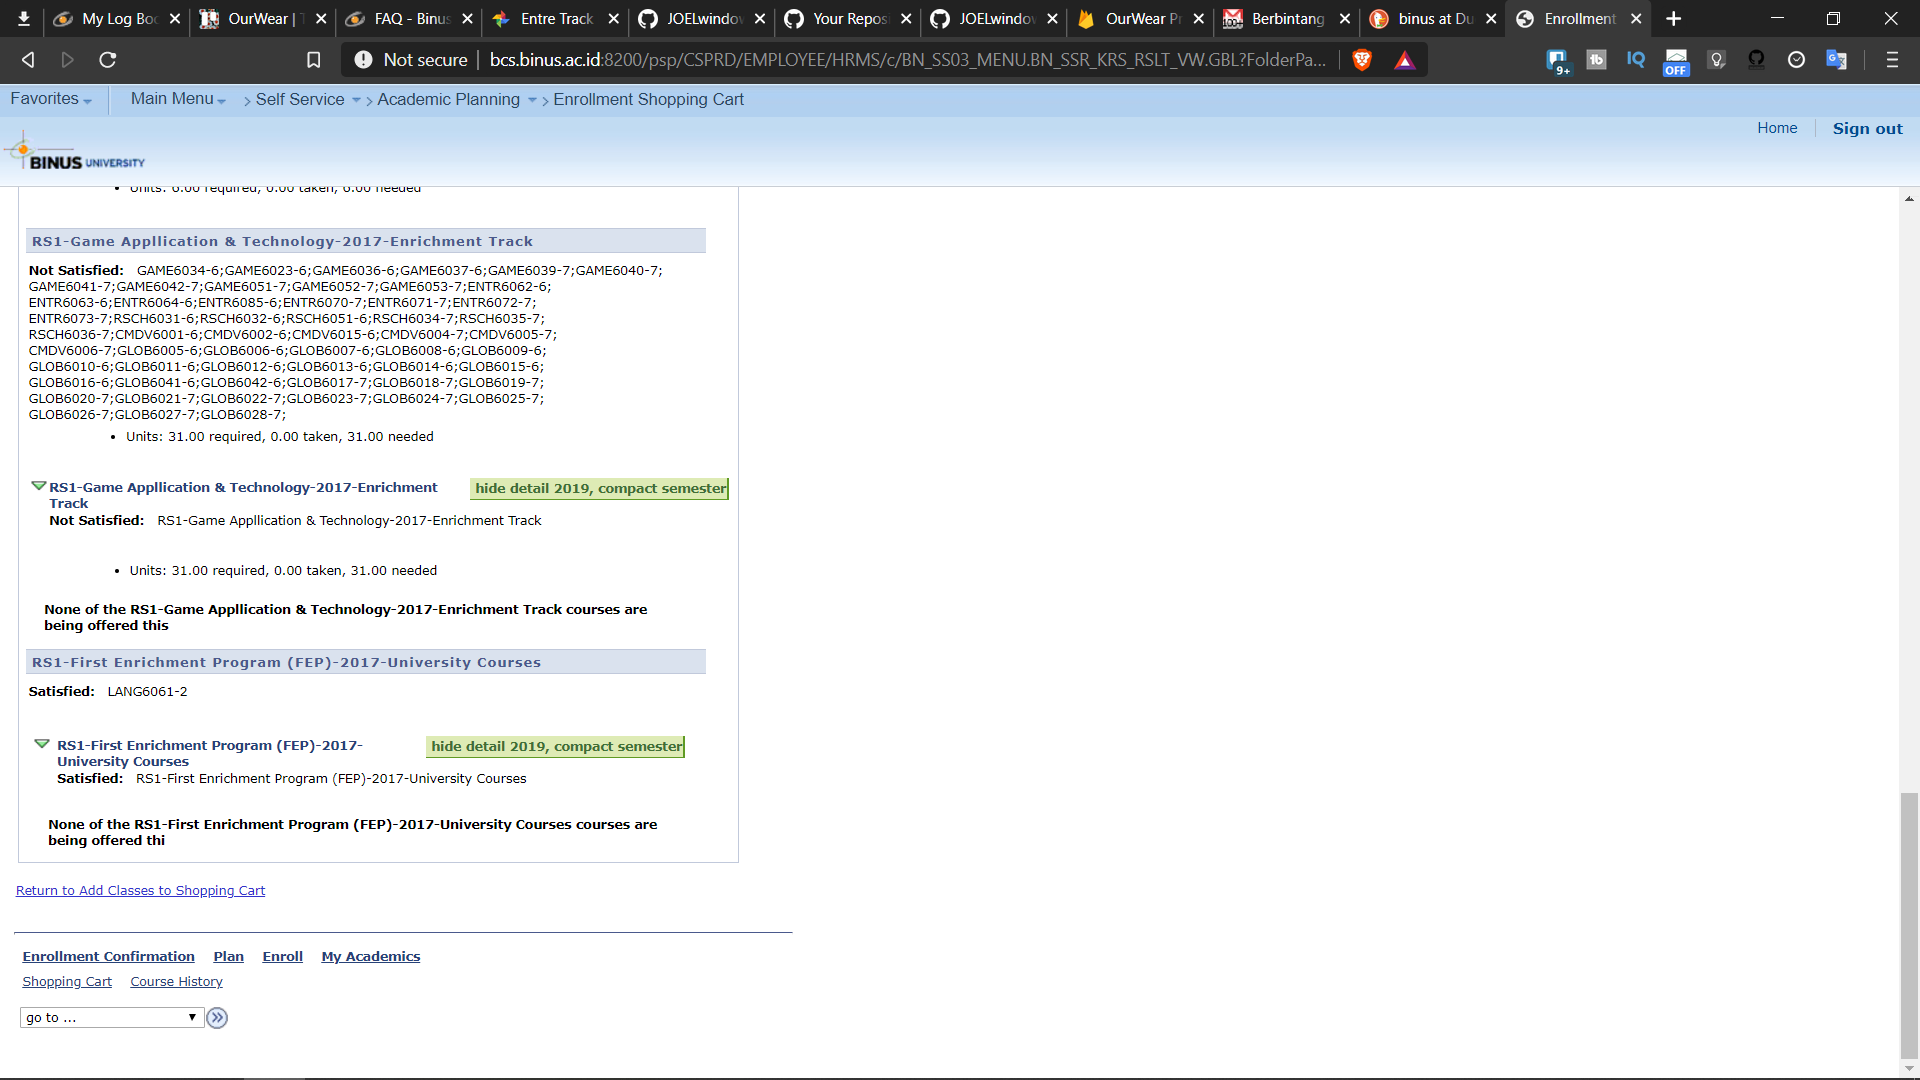 My Log Boo
OurWear | T
FAQ - Binus
Entre Track
JOELwindow
Your Reposi
JOELwindow
OurWear Pr
100+
Berbintang
binus at Du
Enrollment
Not secure
bcs.binus.ac.id:8200/psp/CSPRD/EMPLOYEE/HRMS/c/BN_SS03_MENU.BN_SSR_KRS_RSLT_VW.GBL?FolderPa...
9+
tb
IQ
OFF
Favorites
Main Menu
Self Service
Academic Planning
Enrollment Shopping Cart
Home
Sign out
BINUS UNIVERSITY
Units: 6.00 required, 0.00 taken, 6.00 needed
RS1-Game Appllication & Technology-2017-Enrichment Track
Not Satisfied: GAME6034-6;GAME6023-6;GAME6036-6;GAME6037-6;GAME6039-7;GAME6040-7;
GAME6041-7;GAME6042-7;GAME6051-7;GAME6052-7;GAME6053-7;ENTR6062-6;
ENTR6063-6;ENTR6064-6;ENTR6085-6;ENTR6070-7;ENTR6071-7;ENTR6072-7;
ENTR6073-7;RSCH6031-6;RSCH6032-6;RSCH6051-6;RSCH6034-7;RSCH6035-7;
RSCH6036-7;CMDV6001-6;CMDV6002-6;CMDV6015-6;CMDV6004-7;CMDV6005-7;
CMDV6006-7;GLOB6005-6;GLOB6006-6;GLOB6007-6;GLOB6008-6;GLOB6009-6;
GLOB6010-6;GLOB6011-6;GLOB6012-6;GLOB6013-6;GLOB6014-6;GLOB6015-6;
GLOB6016-6;GLOB6041-6;GLOB6042-6;GLOB6017-7;GLOB6018-7;GLOB6019-7;
GLOB6020-7;GLOB6021-7;GLOB6022-7;GLOB6023-7;GLOB6024-7;GLOB6025-7;
GLOB6026-7;GLOB6027-7;GLOB6028-7;
Units: 31.00 required, 0.00 taken, 31.00 needed
RS1-Game Appllication & Technology-2017-Enrichment
Track
hide detail 2019, compact semester
Not Satisfied: RS1-Game Appllication & Technology-2017-Enrichment Track
Units: 31.00 required, 0.00 taken, 31.00 needed
None of the RS1-Game Appllication & Technology-2017-Enrichment Track courses are
being offered this
RS1-First Enrichment Program (FEP)-2017-University Courses
Satisfied: LANG6061-2
RS1-First Enrichment Program (FEP)-2017-
University Courses
hide detail 2019, compact semester
Satisfied: RS1-First Enrichment Program (FEP)-2017-University Courses
None of the RS1-First Enrichment Program (FEP)-2017-University Courses courses are
being offered thi
Return to Add Classes to Shopping Cart
Enrollment Confirmation Plan Enroll My Academics
Shopping Cart Course History
go to ...